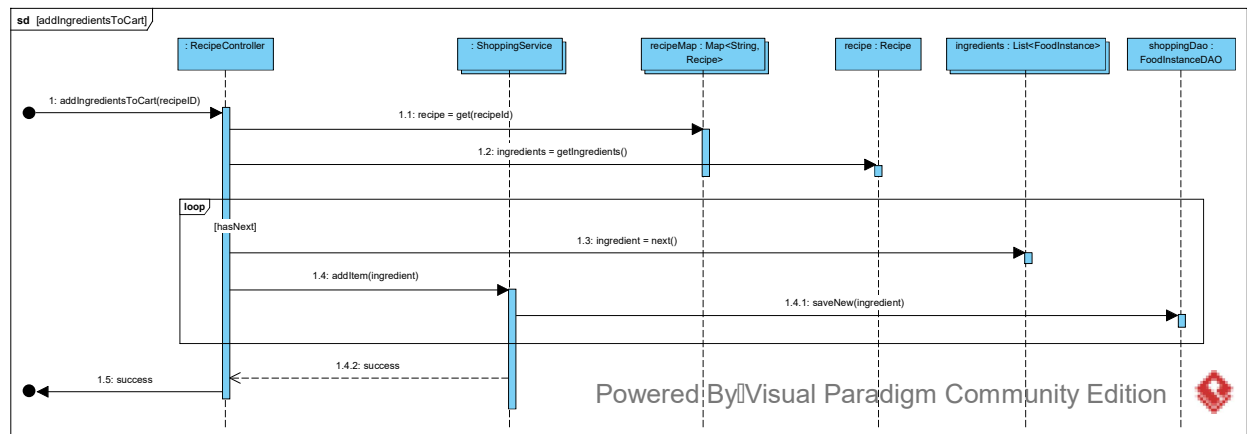 sd [addIngredientsToCart]
: RecipeController
: ShoppingService
recipeMap : Map<String,
Recipe>
recipe : Recipe
ingredients : List<FoodInstance>
shoppingDao :
FoodInstanceDAO
1: addIngredientsToCart(recipeID)
1.1: recipe = get(recipeId)
1.2: ingredients = getIngredients()
loop
[hasNext]
1.3: ingredient = next()
1.4: addItem(ingredient)
1.4.1: saveNew(ingredient)
1.4.2: success
1.5: success
Powered By Visual Paradigm Community Edition